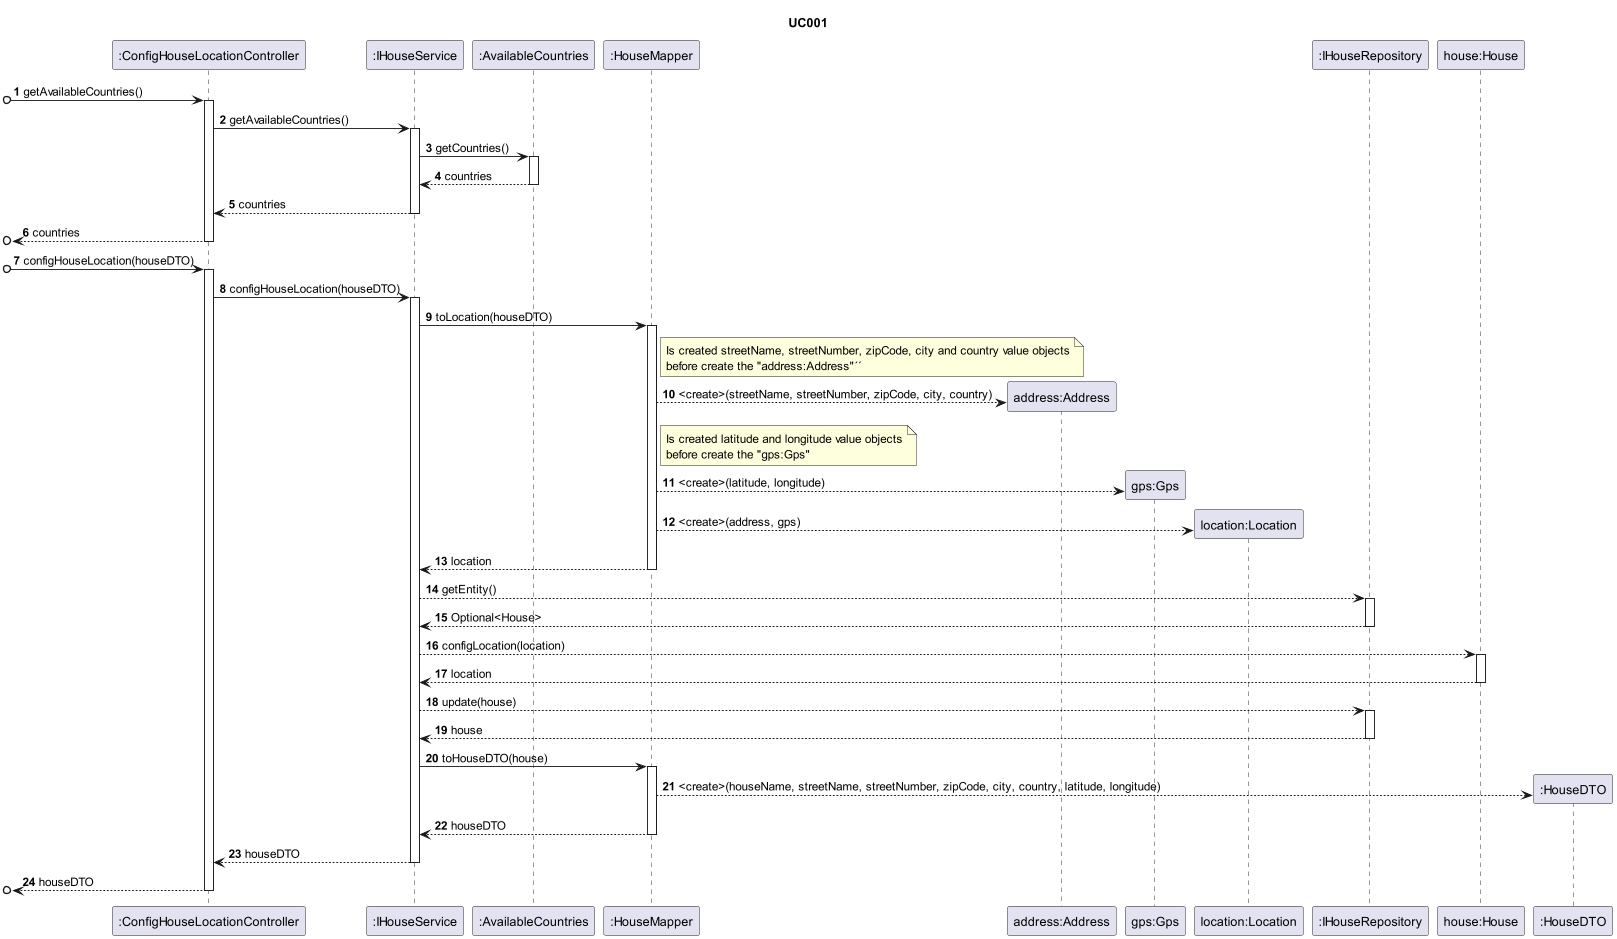 UC001
:ConfigHouseLocationController :IHouseService :AvailableCountries :HouseMapper :IHouseRepository house:House
1 getAvailableCountries()
2 getAvailableCountries()
3 getCountries()
4 countries
5 countries
6 countries
7 configHouseLocation(houseDTO)
8 configHouseLocation(houseDTO)
9 toLocation(houseDTO)
Is created streetName, streetNumber, zipCode, city and country value objects
before create the "address:Address"´´
10 <create>(streetName, streetNumber, zipCode, city, country)
address:Address
Is created latitude and longitude value objects
before create the "gps:Gps"
11 <create>(latitude, longitude)
gps:Gps
12 <create>(address, gps)
location:Location
13 location
14 getEntity()
15 Optional<House>
16 configLocation(location)
17 location
18 update(house)
19 house
20 toHouseDTO(house)
21 <create>(houseName, streetName, streetNumber, zipCode, city, country, latitude, longitude)
:HouseDTO
22 houseDTO
23 houseDTO
24 houseDTO
:ConfigHouseLocationController :IHouseService :AvailableCountries :HouseMapper address:Address gps:Gps location:Location :IHouseRepository house:House :HouseDTO